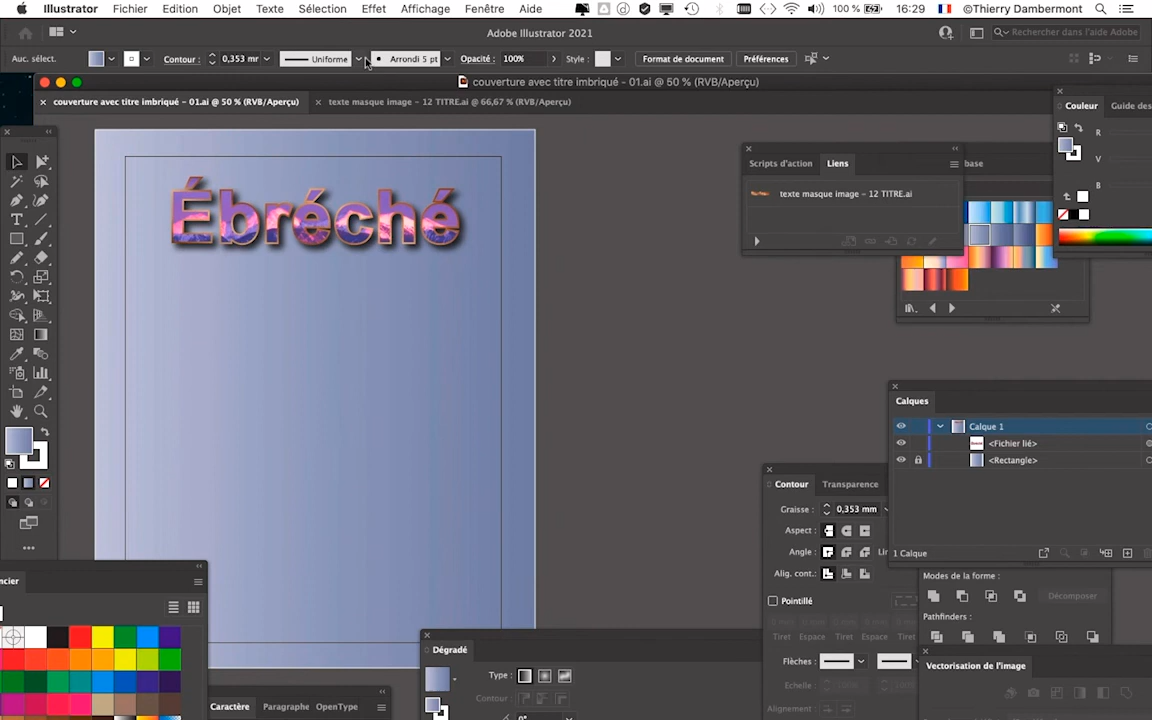 Illustrator Fichier Edition Objet Texte Sélection Effet Affichage Fenêtre Aide 100 % 16:29 ©Thierry Dambermont
Adobe Illustrator 2021
Rechercher dans l'aide Adobe
Auc. sélect. Contour : 0,353 mr Uniforme Arrondi 5 pt Opacité : 100% Style : Format de document Préférences
couverture avec titre imbriqué – 01.ai @ 50 % (RVB/Aperçu)
couverture avec titre imbriqué – 01.ai @ 50 % (RVB/Aperçu) texte masque image – 12 TITRE.ai @ 66,67 % (RVB/Aperçu)
Couleur Guide des
R
V
B
Scripts d'action Liens base
texte masque image – 12 TITRE.ai
Ébréché
Calques
Calque 1
<Fichier lié>
<Rectangle>
1 Calque
Contour Transparence
Graisse : 0,353 mm
Aspect :
Angle : Lir
Alig. cont. :
Pointillé
Tiret Espace Tiret Espace Tiret
Flèches :
Echelle : 100%
Alignement :
Modes de la forme :
Décomposer
Pathfinders :
Vectorisation de l'image
ncier
Dégradé
Type :
Contour :
0°
Caractère Paragraphe OpenType